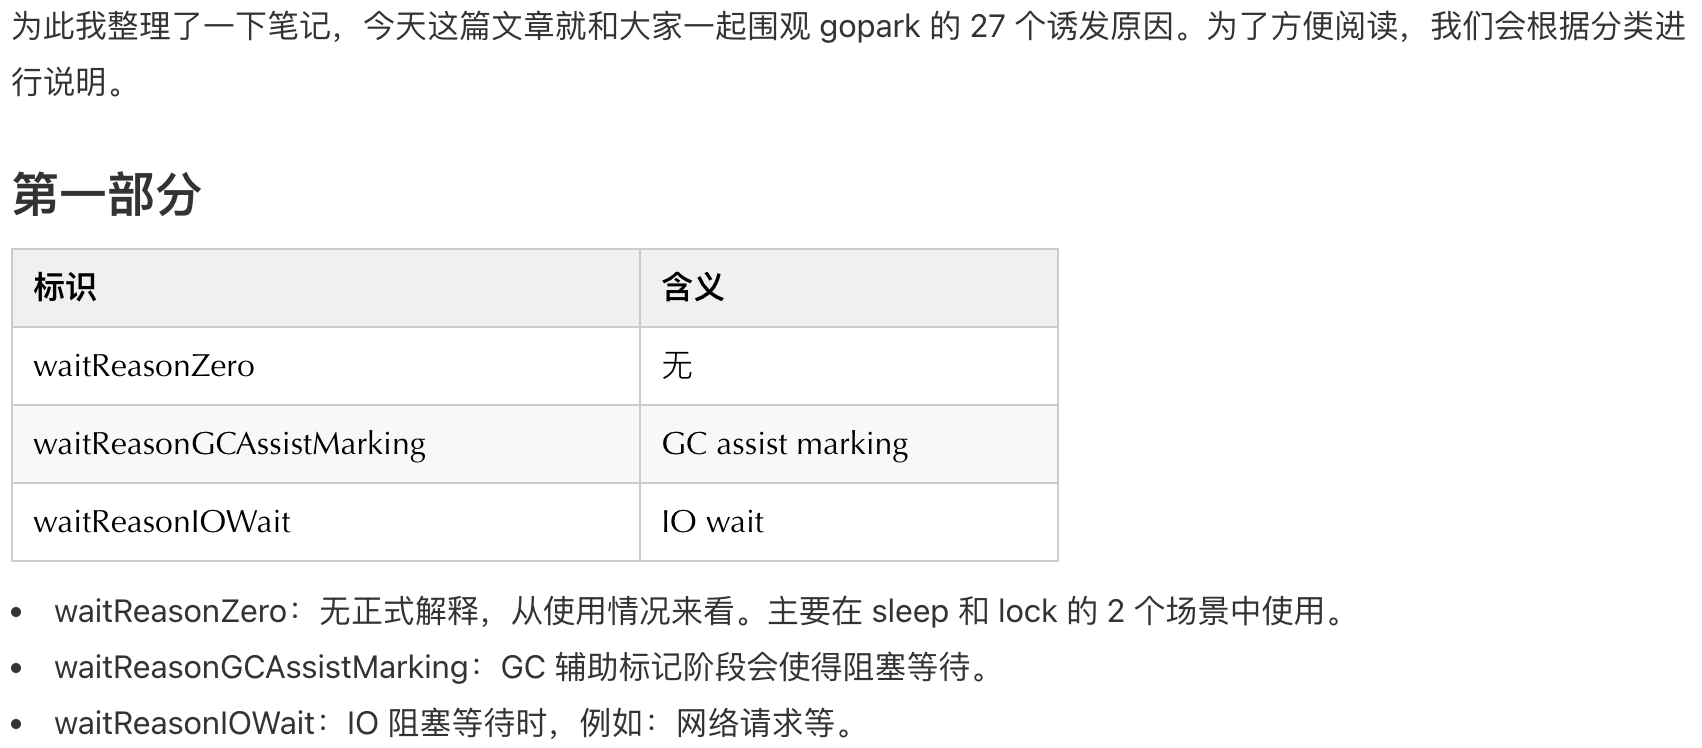 为此我整理了一下笔记，今天这篇文章就和大家一起围观 gopark 的 27 个诱发原因。为了方便阅读，我们会根据分类进
行说明。
第一部分
标识 含义
waitReasonZero 无
waitReasonGCAssistMarking GC assist marking
waitReasonIOWait IO wait
• waitReasonZero：无正式解释，从使用情况来看。主要在 sleep 和 lock 的 2 个场景中使用。
• waitReasonGCAssistMarking：GC 辅助标记阶段会使得阻塞等待。
• waitReasonIOWait：IO 阻塞等待时，例如：网络请求等。